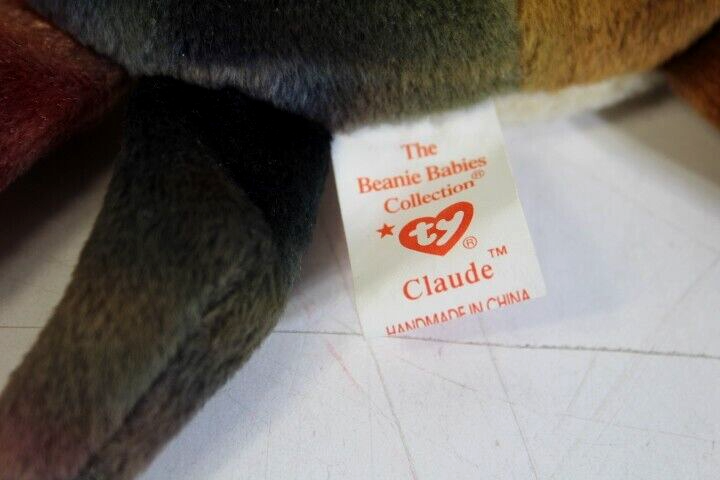 The
Beanie Babies
Collection®
★ ty ®
Claude™
HANDMADE IN CHINA